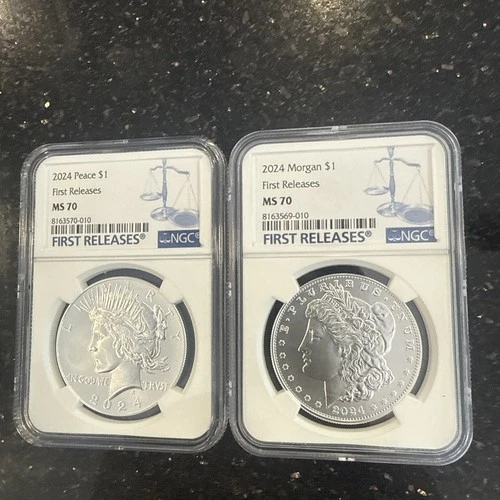 2024 Peace $1
First Releases
MS 70
8163570-010
FIRST RELEASES®
NGC®
LIBERTY
IN GOD WE TRUST
2024
2024 Morgan $1
First Releases
MS 70
8163569-010
FIRST RELEASES®
NGC
E·PLURIBUS·UNUM
2024